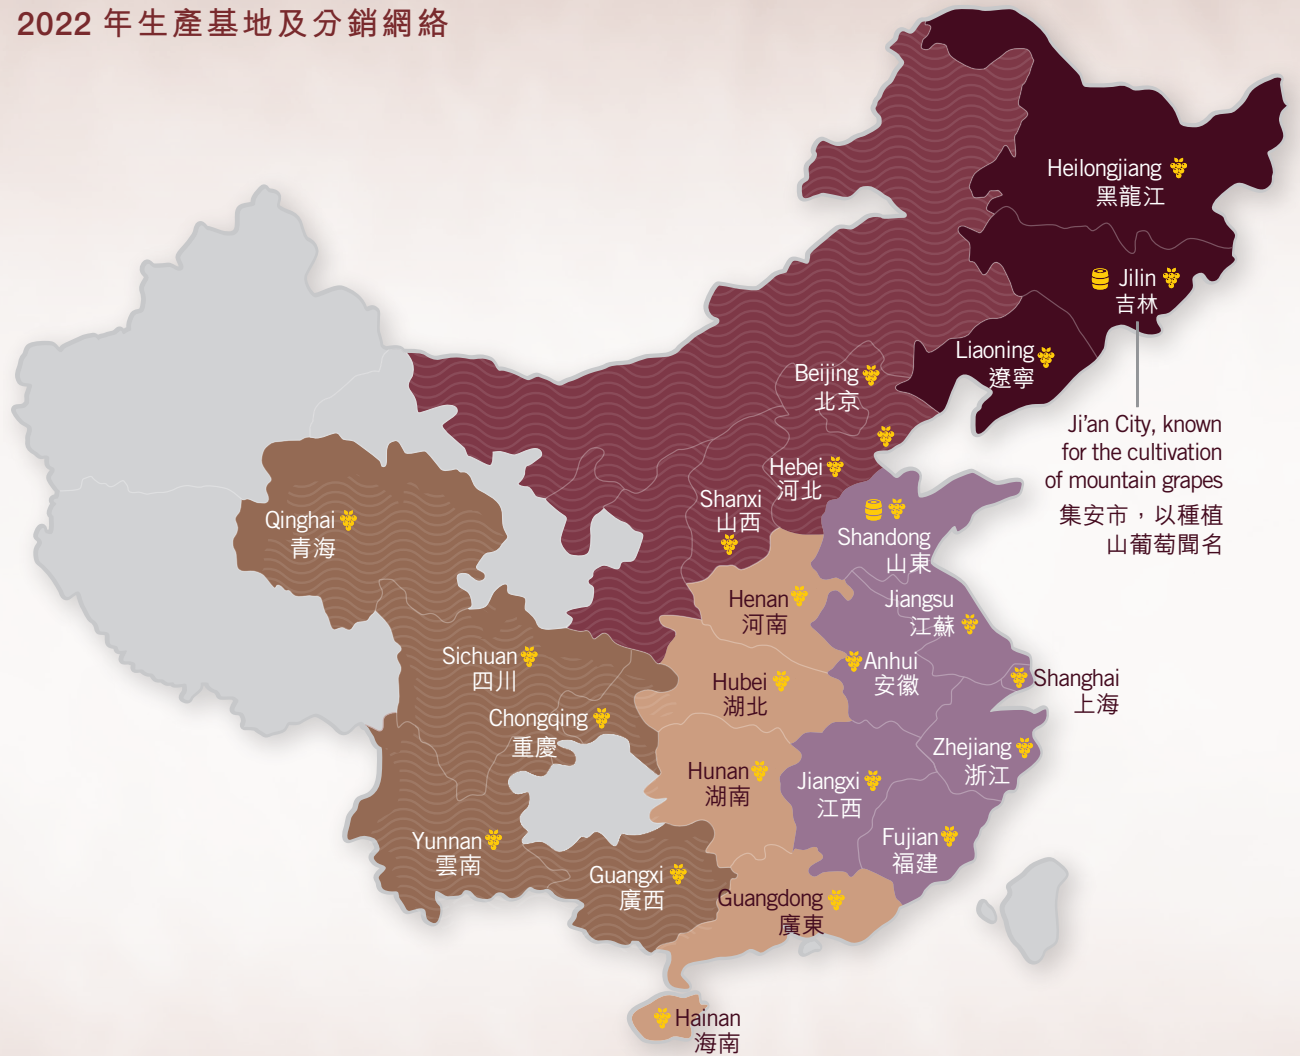 2022 年生產基地及分銷網絡
Heilongjiang
黑龍江
Jilin
吉林
Liaoning
遼寧
Beijing
北京
Ji’an City, known
for the cultivation
of mountain grapes
集安市，以種植
山葡萄聞名
Hebei
河北
Shanxi
山西
Qinghai
青海
Shandong
山東
Henan
河南
Jiangsu
江蘇
Sichuan
四川
Anhui
安徽
Hubei
湖北
Shanghai
上海
Chongqing
重慶
Zhejiang
浙江
Hunan
湖南
Jiangxi
江西
Yunnan
雲南
Fujian
福建
Guangxi
廣西
Guangdong
廣東
Hainan
海南